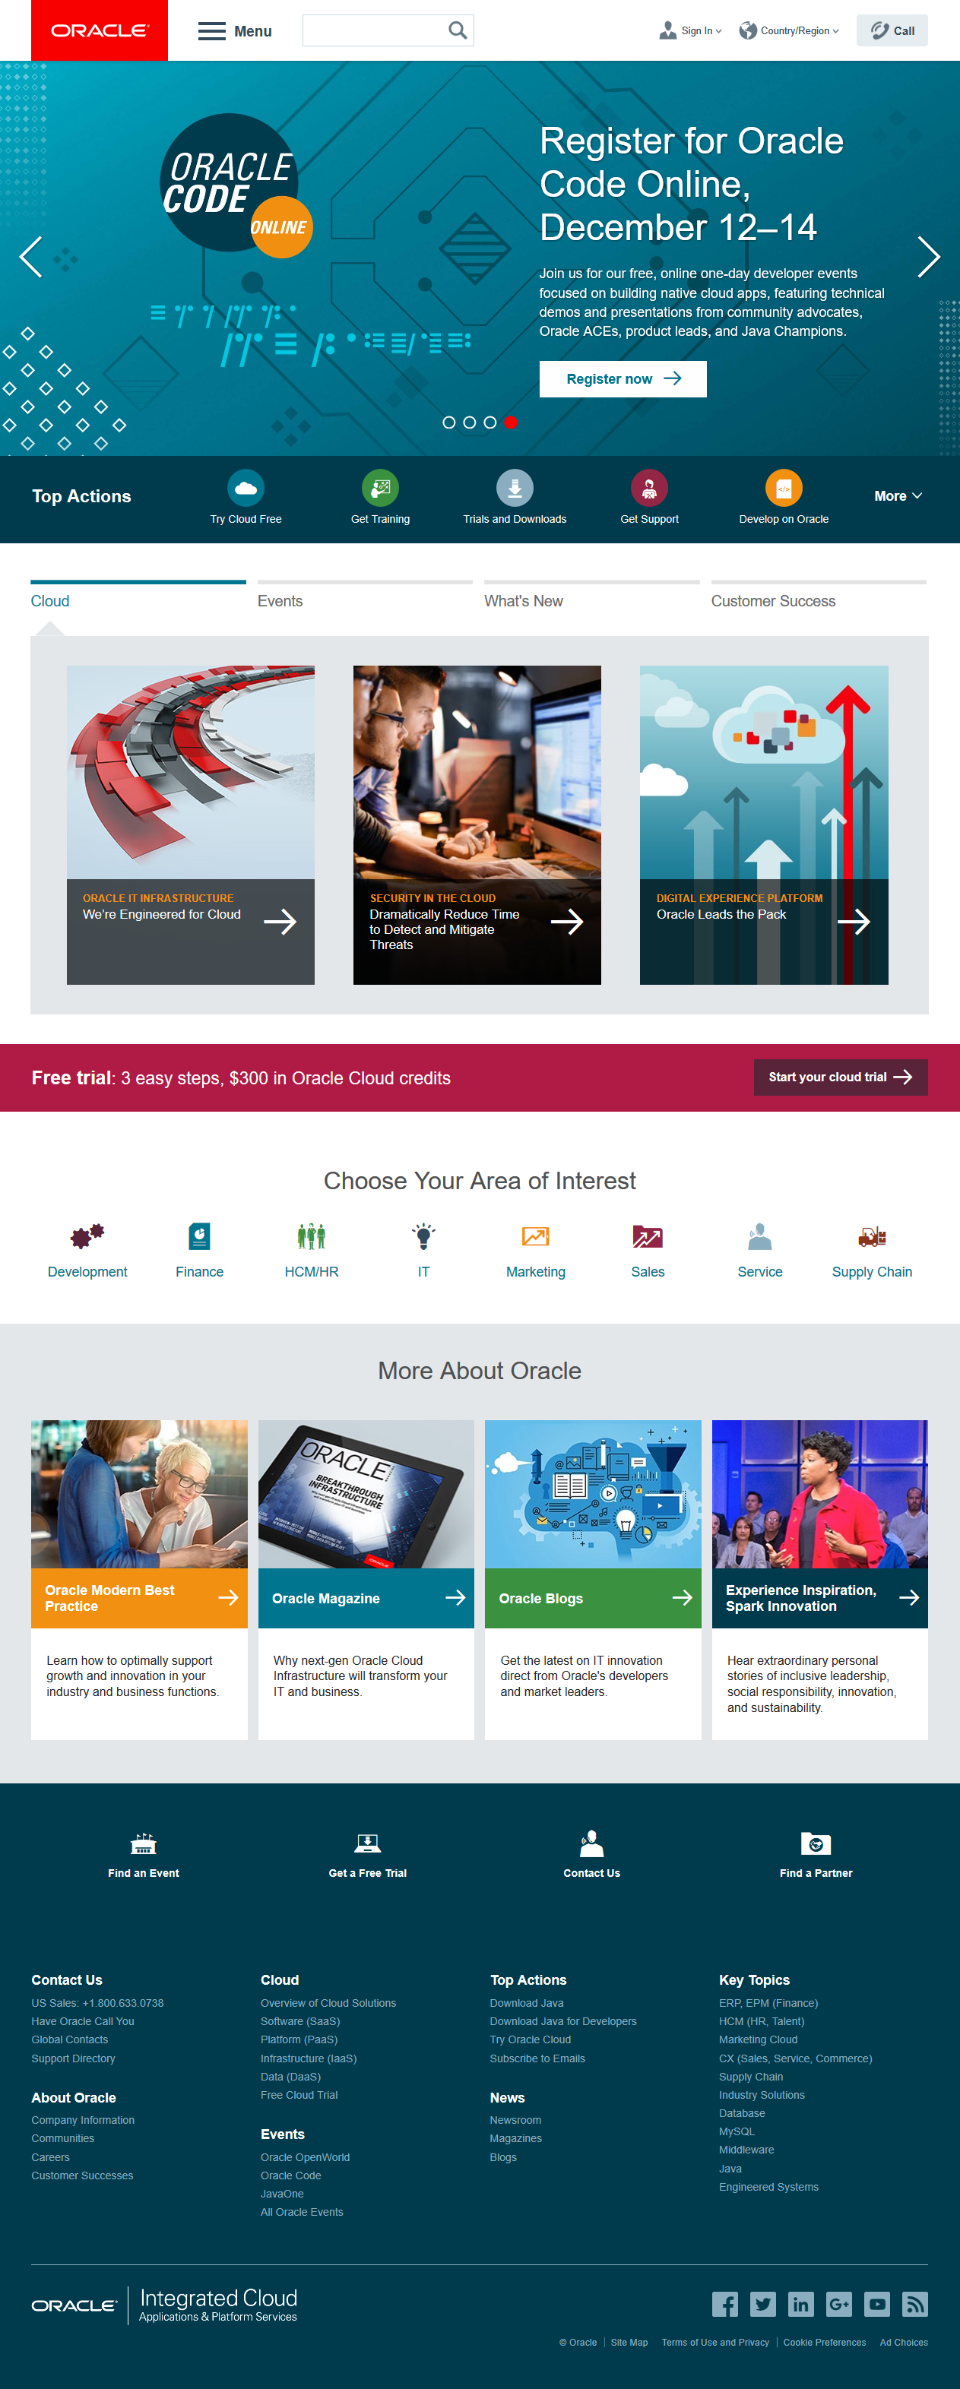 ORACLE
Menu
Sign In
Country/Region
Call
ORACLE
CODE
ONLINE
Register for Oracle
Code Online,
December 12–14
Join us for our free, online one-day developer events
focused on building native cloud apps, featuring technical
demos and presentations from community advocates,
Oracle ACEs, product leads, and Java Champions.
Register now
Top Actions
Try Cloud Free
Get Training
Trials and Downloads
Get Support
Develop on Oracle
More
Cloud
Events
What's New
Customer Success
ORACLE IT INFRASTRUCTURE
We're Engineered for Cloud
SECURITY IN THE CLOUD
Dramatically Reduce Time
to Detect and Mitigate
Threats
DIGITAL EXPERIENCE PLATFORM
Oracle Leads the Pack
Free trial: 3 easy steps, $300 in Oracle Cloud credits
Start your cloud trial
Choose Your Area of Interest
Development
Finance
HCM/HR
IT
Marketing
Sales
Service
Supply Chain
More About Oracle
ORACLE
BREAKTHROUGH
INFRASTRUCTURE
Oracle Modern Best
Practice
Learn how to optimally support
growth and innovation in your
industry and business functions.
Oracle Magazine
Why next-gen Oracle Cloud
Infrastructure will transform your
IT and business.
Oracle Blogs
Get the latest on IT innovation
direct from Oracle's developers
and market leaders.
Experience Inspiration,
Spark Innovation
Hear extraordinary personal
stories of inclusive leadership,
social responsibility, innovation,
and sustainability.
Find an Event
Get a Free Trial
Contact Us
Find a Partner
Contact Us
US Sales: +1.800.633.0738
Have Oracle Call You
Global Contacts
Support Directory
About Oracle
Company Information
Communities
Careers
Customer Successes
Cloud
Overview of Cloud Solutions
Software (SaaS)
Platform (PaaS)
Infrastructure (IaaS)
Data (DaaS)
Free Cloud Trial
Events
Oracle OpenWorld
Oracle Code
JavaOne
All Oracle Events
Top Actions
Download Java
Download Java for Developers
Try Oracle Cloud
Subscribe to Emails
News
Newsroom
Magazines
Blogs
Key Topics
ERP, EPM (Finance)
HCM (HR, Talent)
Marketing Cloud
CX (Sales, Service, Commerce)
Supply Chain
Industry Solutions
Database
MySQL
Middleware
Java
Engineered Systems
ORACLE
Integrated Cloud
Applications & Platform Services
© Oracle
Site Map
Terms of Use and Privacy
Cookie Preferences
Ad Choices